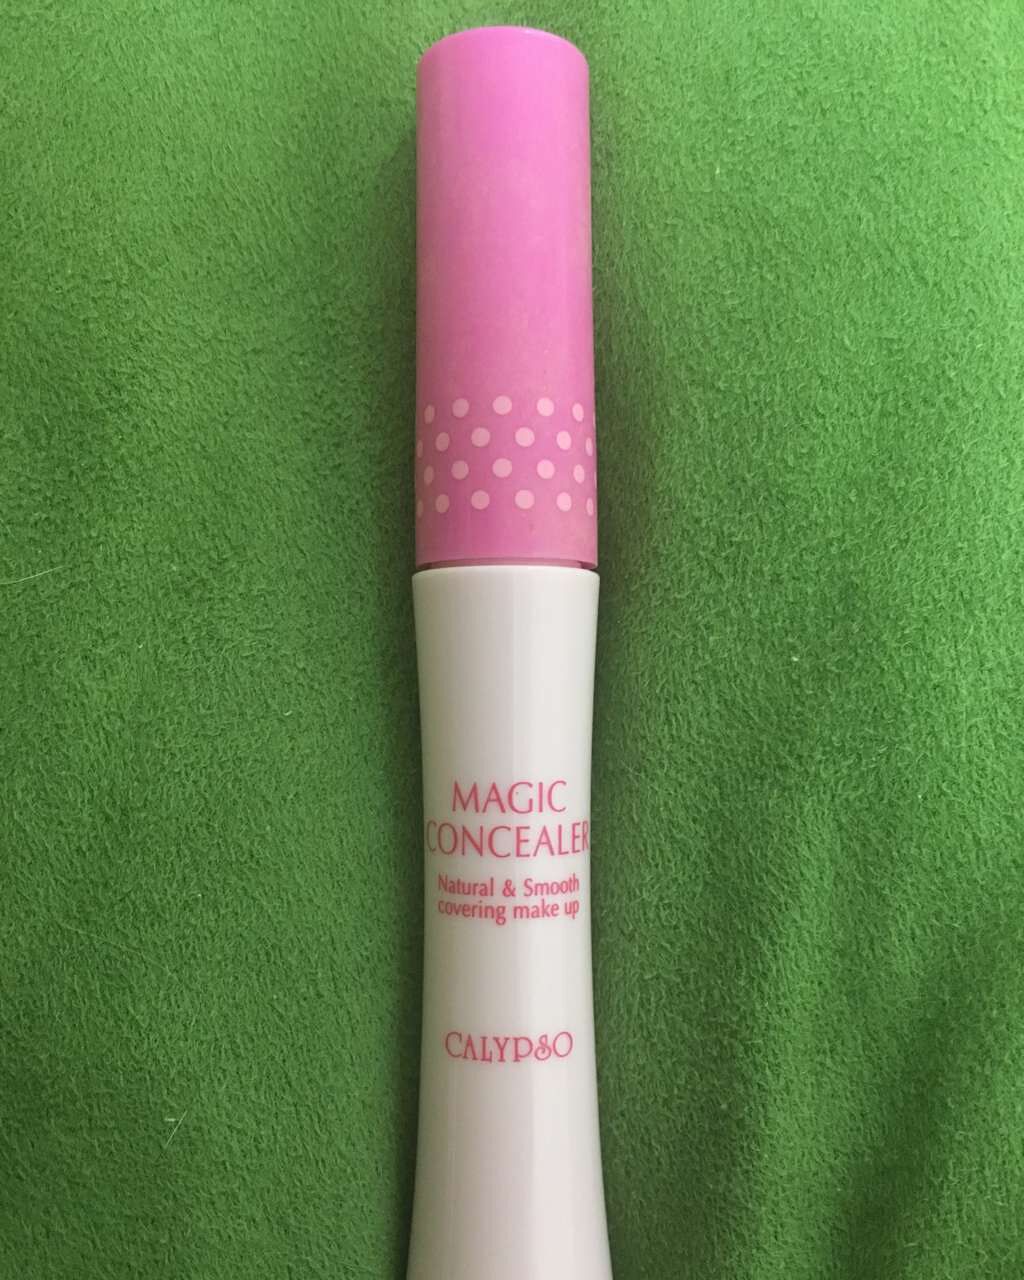 MAGIC
CONCEALER
Natural & Smooth
covering make up
CALYPSO